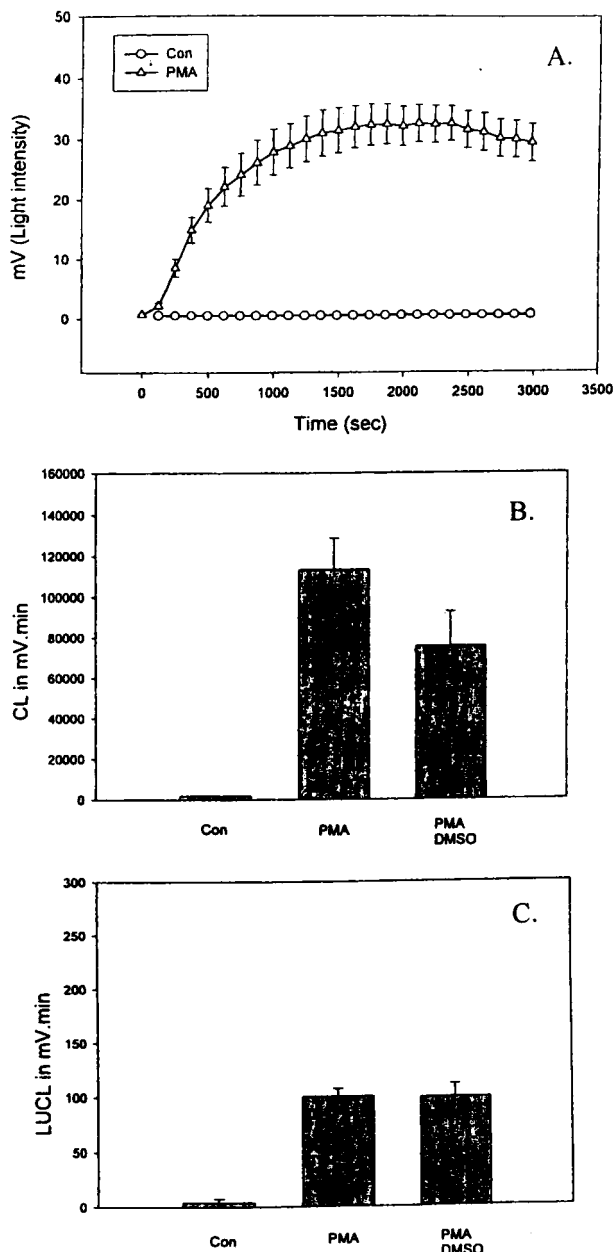 A.
Con
PMA
50
40
30
20
10
0
mV (Light intensity)
0 500 1000 1500 2000 2500 3000 3500
Time (sec)
B.
160000
140000
120000
100000
80000
60000
40000
20000
0
CL in mV.min
Con PMA PMA
DMSO
C.
300
250
200
150
100
50
0
LUCL in mV.min
Con PMA PMA
DMSO